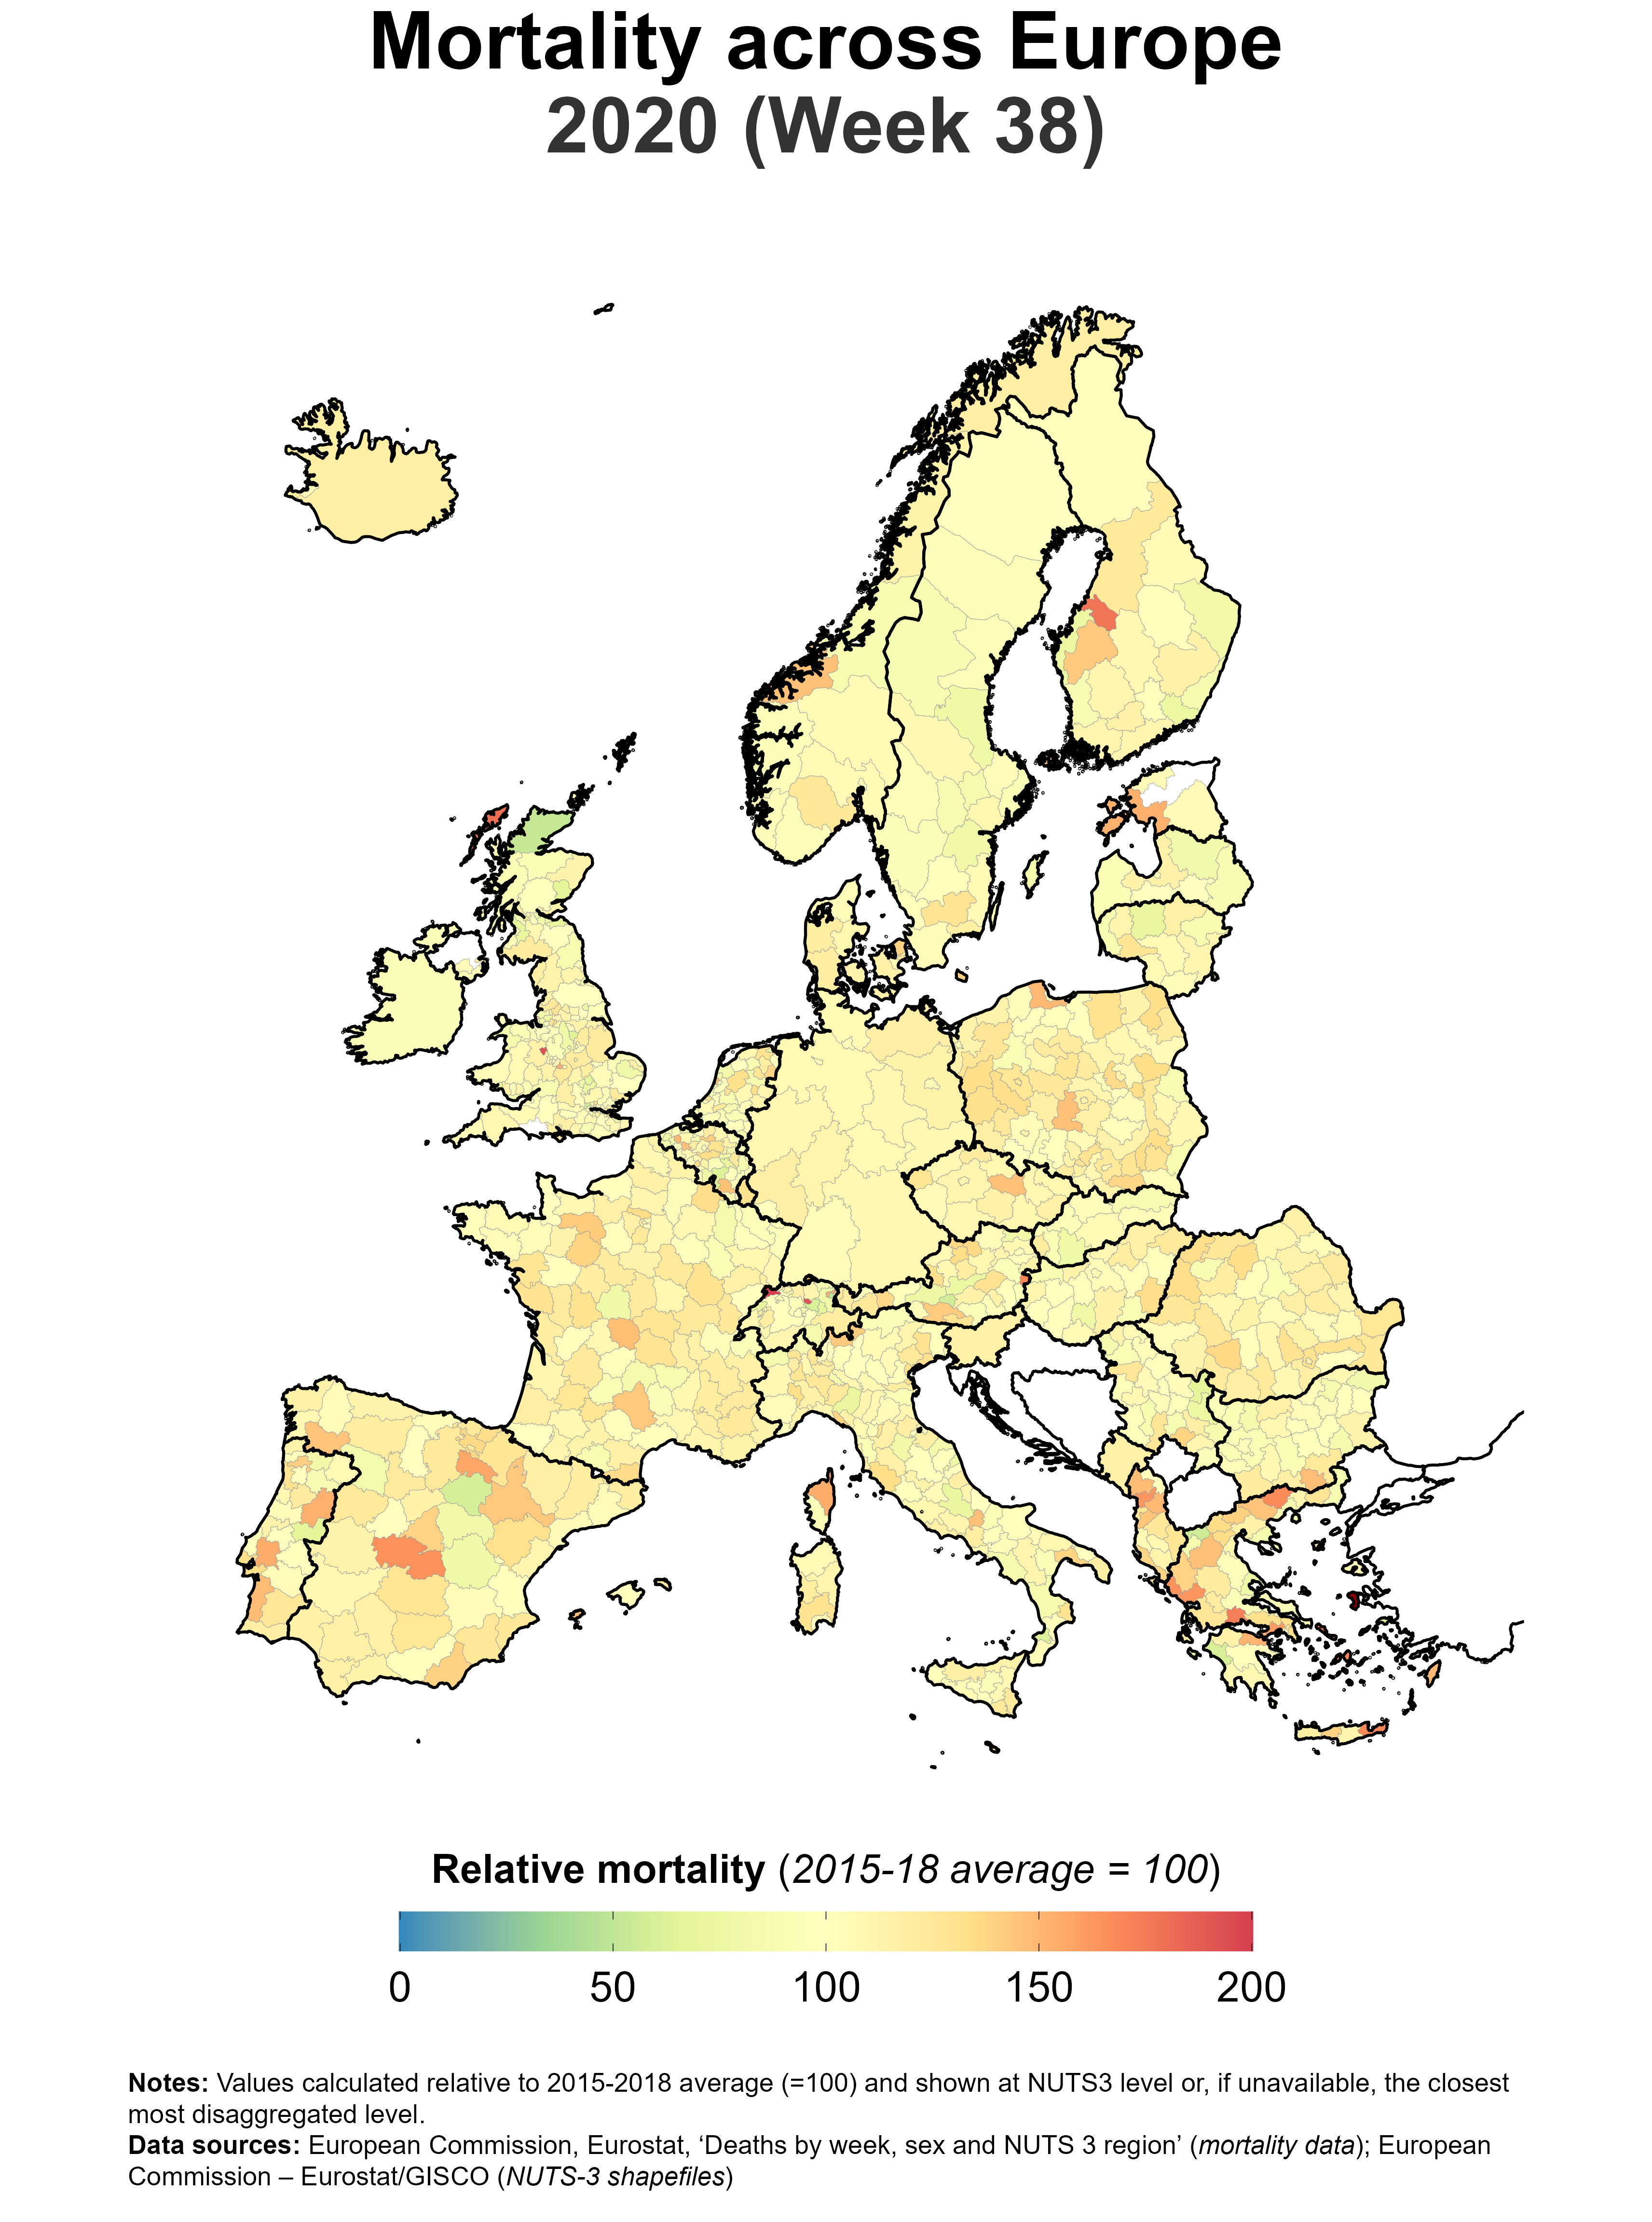 Mortality across Europe
2020 (Week 38)
Relative mortality (2015-18 average = 100)
0 50 100 150 200
Notes: Values calculated relative to 2015-2018 average (=100) and shown at NUTS3 level or, if unavailable, the closest
most disaggregated level.
Data sources: European Commission, Eurostat, ‘Deaths by week, sex and NUTS 3 region’ (mortality data); European
Commission – Eurostat/GISCO (NUTS-3 shapefiles)